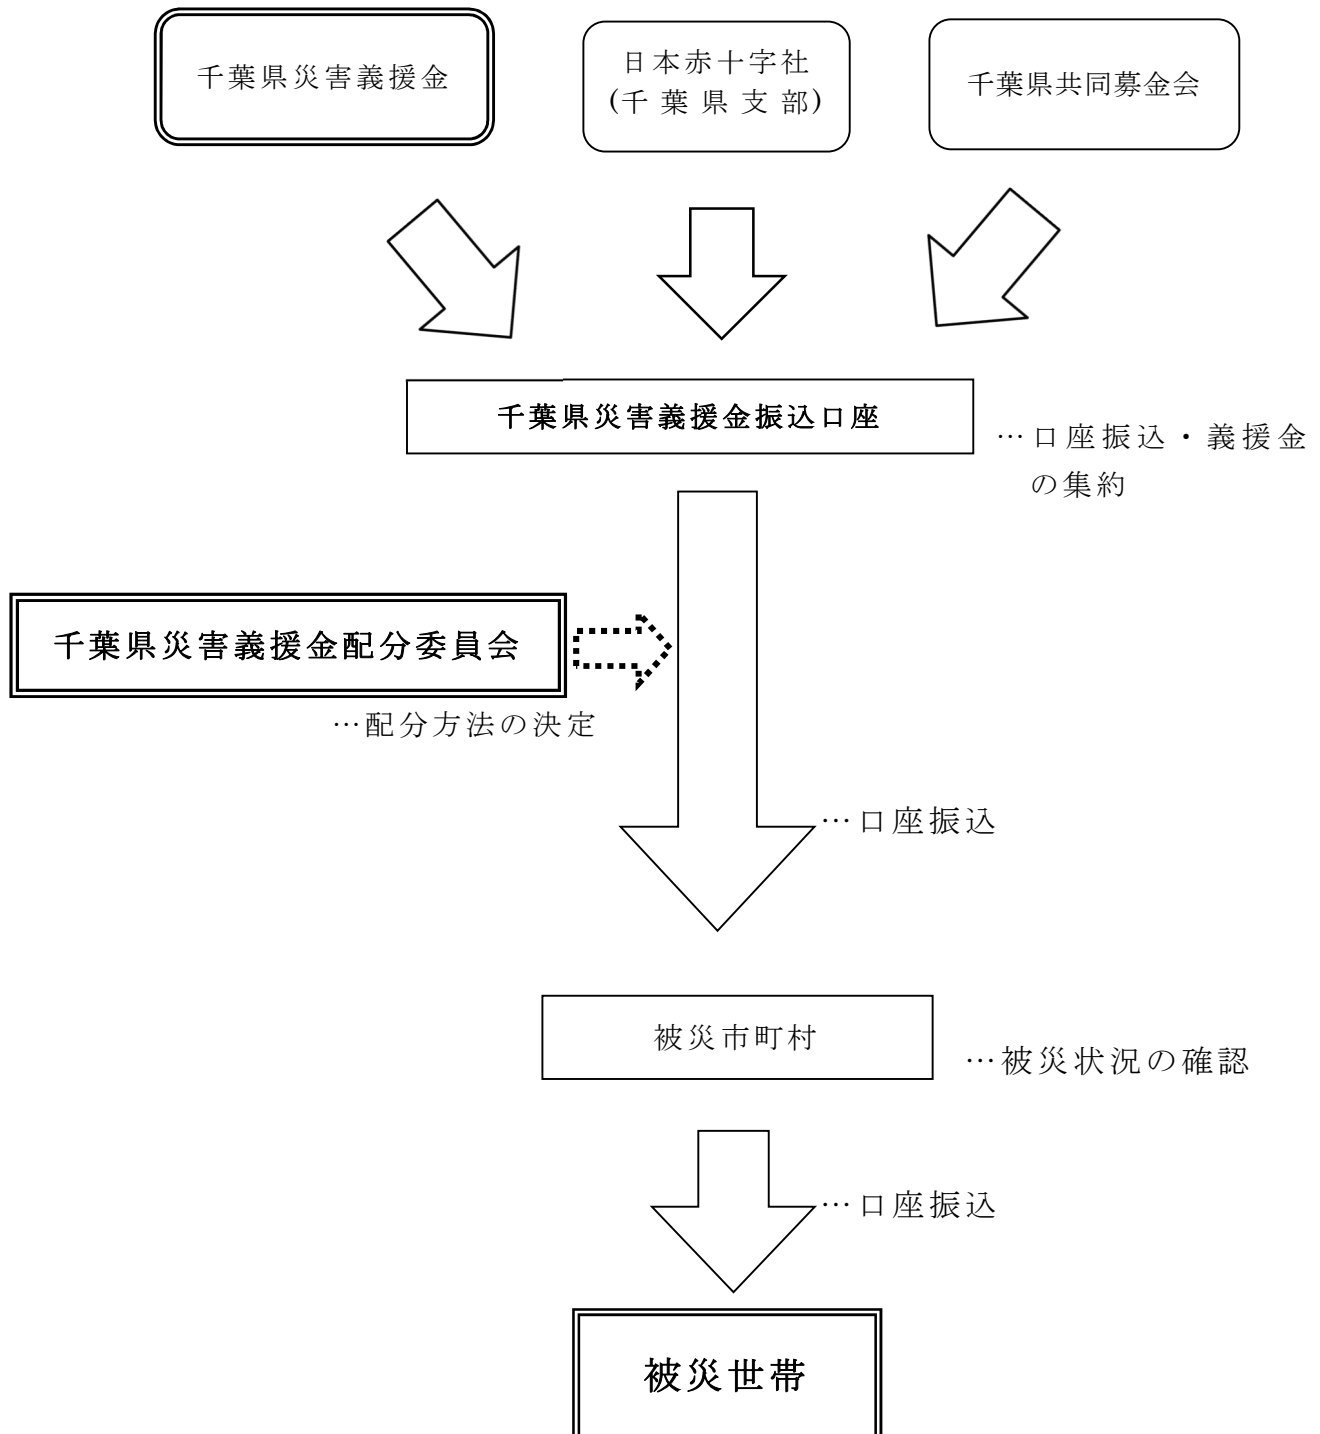 千葉県災害義援金
日本赤十字社
(千葉県支部)
千葉県共同募金会
千葉県災害義援金振込口座
…口座振込・義援金
の集約
千葉県災害義援金配分委員会
…配分方法の決定
…口座振込
被災市町村
…被災状況の確認
…口座振込
被災世帯